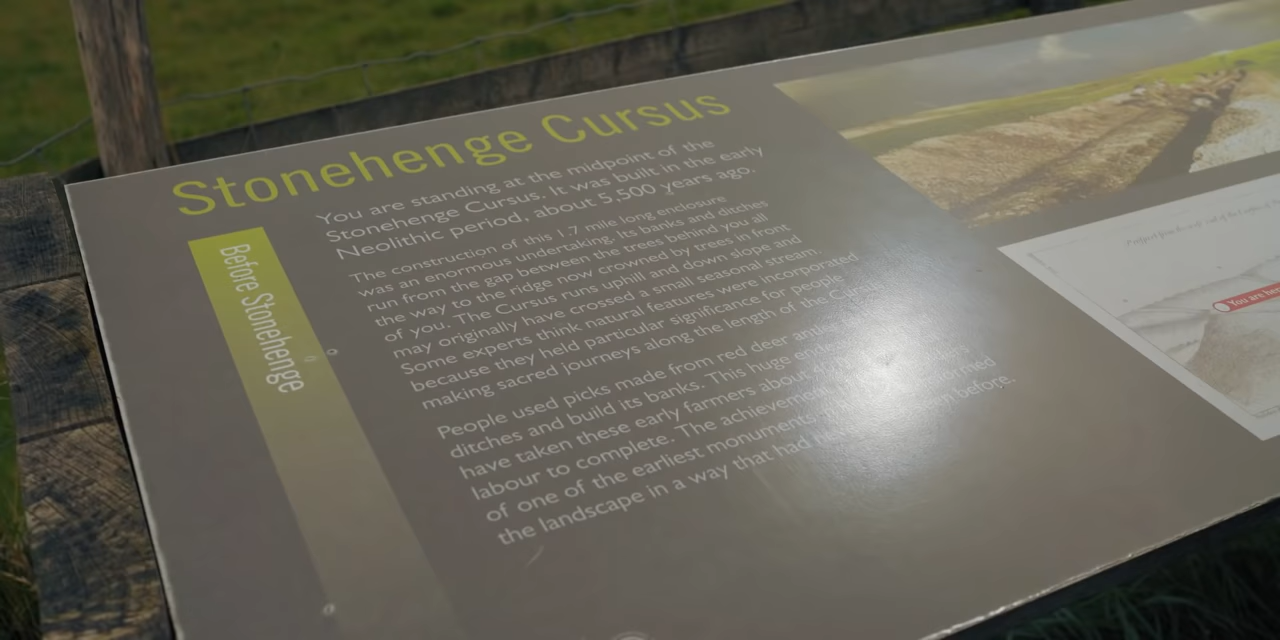 Stonehenge Cursus
Before Stonehenge
You are standing at the midpoint of the
Stonehenge Cursus. It was built in the early
Neolithic period, about 5,500 years ago.
The construction of this 1.7 mile long enclosure
was an enormous undertaking. Its banks and ditches
run from the gap between the trees behind you all
the way to the ridge now crowned by trees in front
of you. The Cursus runs uphill and down slope and
may originally have crossed a small seasonal stream.
Some experts think natural features were incorporated
because they held particular significance for people
making sacred journeys along the length of the
People used picks made from red deer
ditches and build its banks. This huge
have taken these early farmers
labour to complete. The
of one of the earliest monuments
the landscape in a way that had before.
You are